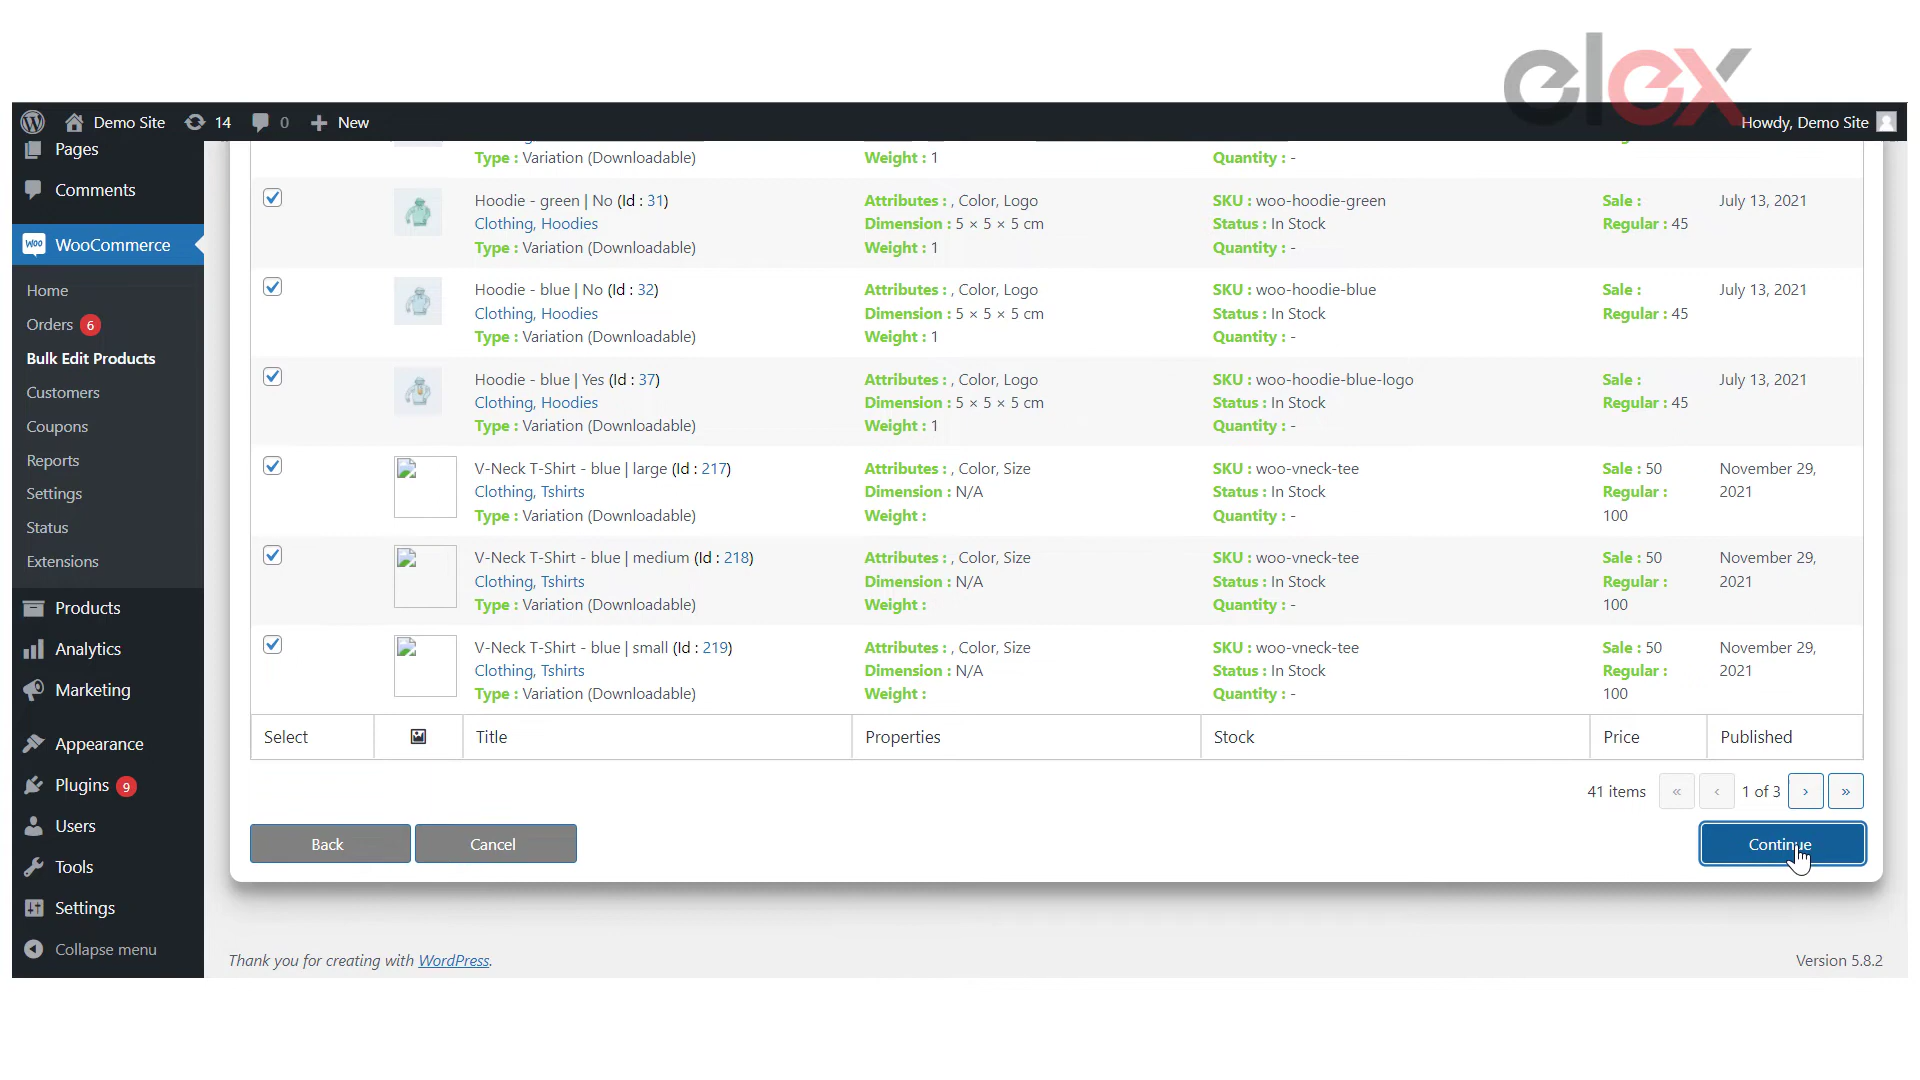 elex
Demo Site 14 0 New Howdy, Demo Site
Pages
Comments
WooCommerce
Home
Orders 6
Bulk Edit Products
Customers
Coupons
Reports
Settings
Status
Extensions
Products
Analytics
Marketing
Appearance
Plugins 9
Users
Tools
Settings
Collapse menu
Type : Variation (Downloadable) Weight : 1 Quantity : -
Hoodie - green | No (Id : 31) Attributes : , Color, Logo SKU : woo-hoodie-green Sale : July 13, 2021
Clothing, Hoodies Dimension : 5 × 5 × 5 cm Status : In Stock Regular : 45
Type : Variation (Downloadable) Weight : 1 Quantity : -
Hoodie - blue | No (Id : 32) Attributes : , Color, Logo SKU : woo-hoodie-blue Sale : July 13, 2021
Clothing, Hoodies Dimension : 5 × 5 × 5 cm Status : In Stock Regular : 45
Type : Variation (Downloadable) Weight : 1 Quantity : -
Hoodie - blue | Yes (Id : 37) Attributes : , Color, Logo SKU : woo-hoodie-blue-logo Sale : July 13, 2021
Clothing, Hoodies Dimension : 5 × 5 × 5 cm Status : In Stock Regular : 45
Type : Variation (Downloadable) Weight : 1 Quantity : -
V-Neck T-Shirt - blue | large (Id : 217) Attributes : , Color, Size SKU : woo-vneck-tee Sale : 50 November 29,
Clothing, Tshirts Dimension : N/A Status : In Stock Regular : 2021
Type : Variation (Downloadable) Weight : Quantity : - 100
V-Neck T-Shirt - blue | medium (Id : 218) Attributes : , Color, Size SKU : woo-vneck-tee Sale : 50 November 29,
Clothing, Tshirts Dimension : N/A Status : In Stock Regular : 2021
Type : Variation (Downloadable) Weight : Quantity : - 100
V-Neck T-Shirt - blue | small (Id : 219) Attributes : , Color, Size SKU : woo-vneck-tee Sale : 50 November 29,
Clothing, Tshirts Dimension : N/A Status : In Stock Regular : 2021
Type : Variation (Downloadable) Weight : Quantity : - 100
Select Title Properties Stock Price Published
41 items « ‹ 1 of 3 › »
Back Cancel Continue
Thank you for creating with WordPress. Version 5.8.2